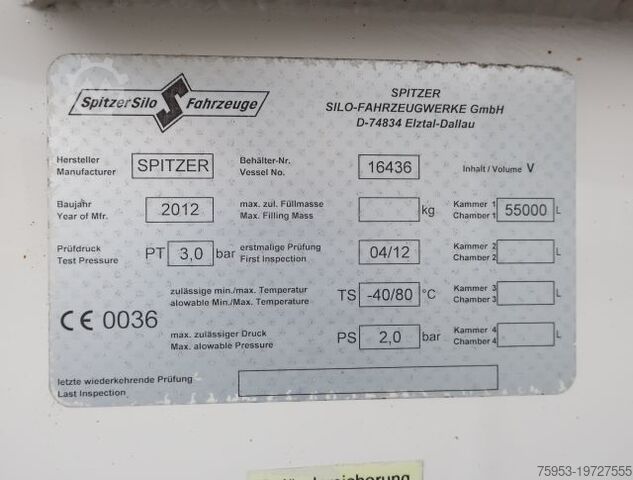 SpitzerSilo S Fahrzeuge
SPITZER
SILO-FAHRZEUGWERKE GmbH
D-74834 Elztal-Dallau
Hersteller
Manufacturer
SPITZER
Behälter-Nr.
Vessel No.
16436
Inhalt / Volume V
Baujahr
Year of Mfr.
2012
max. zul. Füllmasse
Max. Filling Mass
kg
Kammer 1
Chamber 1
55000 L
Prüfdruck
Test Pressure
PT 3,0 bar
erstmalige Prüfung
First Inspection
04/12
Kammer 2
Chamber 2
L
zulässige min./max. Temperatur
alowable Min./Max. Temperature
TS -40/80 °C
Kammer 3
Chamber 3
L
CE 0036
max. zulässiger Druck
Max. alowable Pressure
PS 2,0 bar
Kammer 4
Chamber 4
L
letzte wiederkehrende Prüfung
Last Inspection
75953-19727555